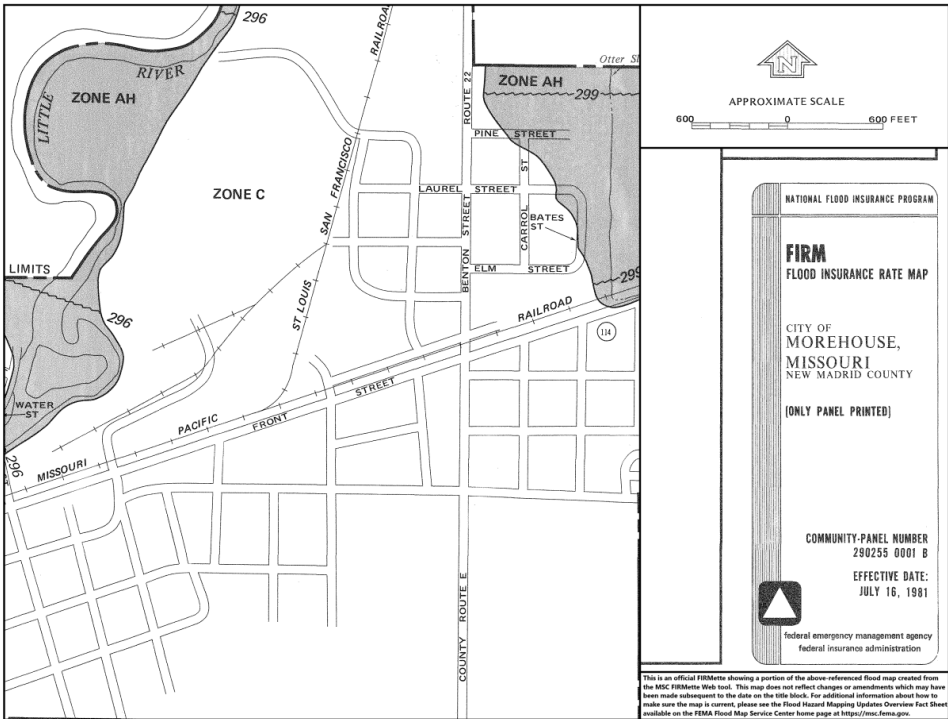 296
RIVER
LITTLE
ZONE AH
ZONE C
LIMITS
296
WATER
ST
296
MISSOURI
PACIFIC
RAILROAD
FRONT
STREET
ST LOUIS
SAN FRANCISCO
ROUTE 22
ZONE AH
299
PINE STREET
LAUREL STREET
BENTON STREET
CARROL ST
BATES
ST
ELM STREET
299
114
COUNTY ROUTE E
N
APPROXIMATE SCALE
600 0 600 FEET
NATIONAL FLOOD INSURANCE PROGRAM
FIRM
FLOOD INSURANCE RATE MAP
CITY OF
MOREHOUSE,
MISSOURI
NEW MADRID COUNTY
(ONLY PANEL PRINTED)
COMMUNITY-PANEL NUMBER
290255 0001 B
EFFECTIVE DATE:
JULY 16, 1981
federal emergency management agency
federal insurance administration
This is an official FIRMette showing a portion of the above-referenced flood map created from
the MSC FIRMette Web tool. This map does not reflect changes or amendments which may have
been made subsequent to the date on the title block. For additional information about how to
make sure the map is current, please see the Flood Hazard Mapping Updates Overview Fact Sheet
available on the FEMA Flood Map Service Center home page at https://msc.fema.gov.